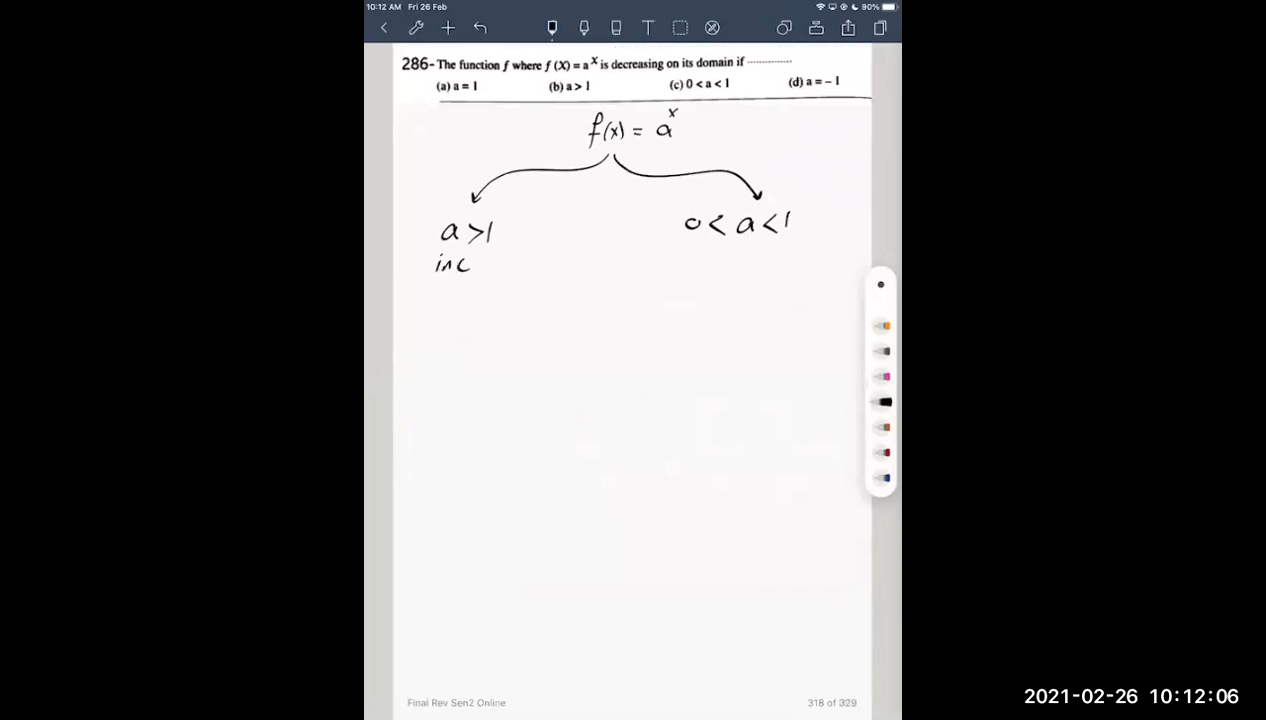 10:12 AM Fri 26 Feb 90%
286- The function f where f (X) = a^x is decreasing on its domain if ..............
(a) a = 1 (b) a > 1 (c) 0 < a < 1 (d) a = – 1
f(x) = a^x
a >1 0 < a < 1
inc
Final Rev Sen2 Online 318 of 329
2021-02-26 10:12:06